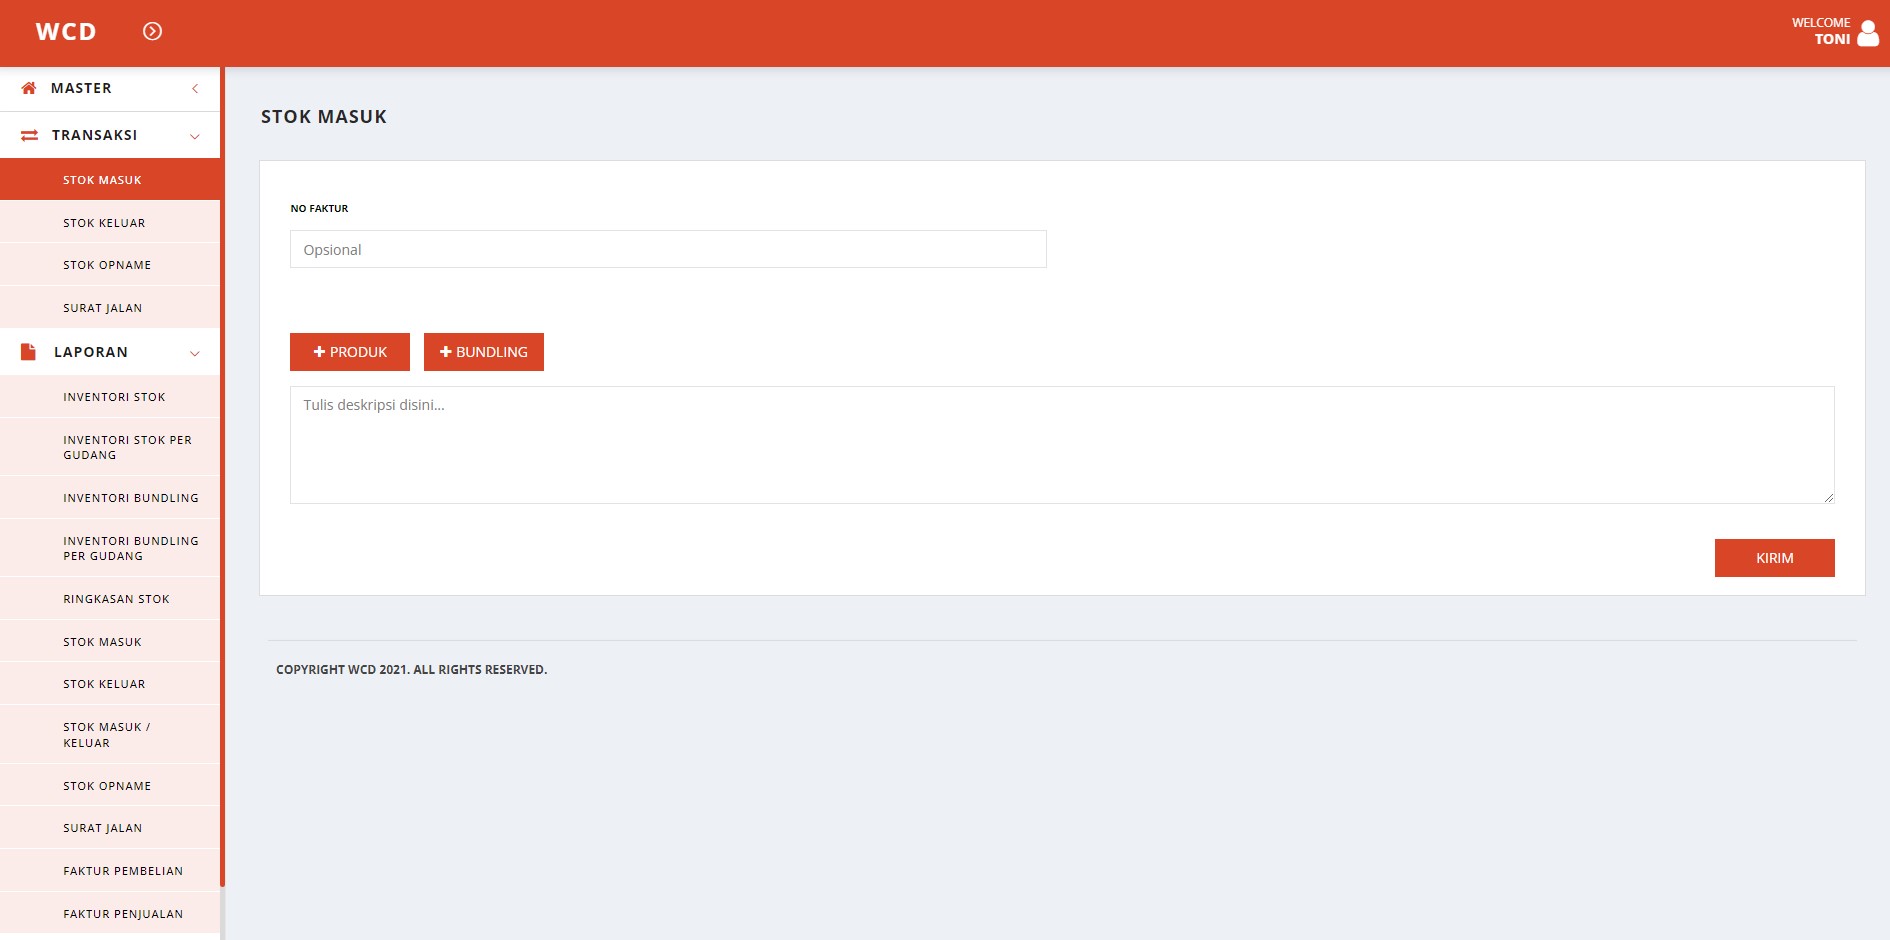 WCD
WELCOME
TONI
MASTER
TRANSAKSI
STOK MASUK
STOK KELUAR
STOK OPNAME
SURAT JALAN
LAPORAN
INVENTORI STOK
INVENTORI STOK PER
GUDANG
INVENTORI BUNDLING
INVENTORI BUNDLING
PER GUDANG
RINGKASAN STOK
STOK MASUK
STOK KELUAR
STOK MASUK /
KELUAR
STOK OPNAME
SURAT JALAN
FAKTUR PEMBELIAN
FAKTUR PENJUALAN
STOK MASUK
NO FAKTUR
Opsional
PRODUK
BUNDLING
Tulis deskripsi disini...
KIRIM
COPYRIGHT WCD 2021. ALL RIGHTS RESERVED.